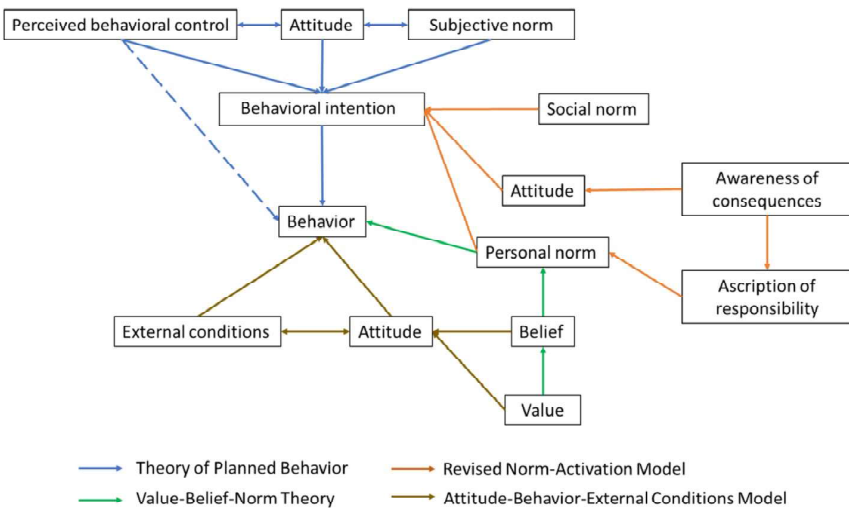 Perceived behavioral control
Attitude
Subjective norm
Behavioral intention
Social norm
Attitude
Awareness of
consequences
Behavior
Personal norm
Ascription of
responsibility
External conditions
Attitude
Belief
Value
Theory of Planned Behavior
Revised Norm-Activation Model
Value-Belief-Norm Theory
Attitude-Behavior-External Conditions Model